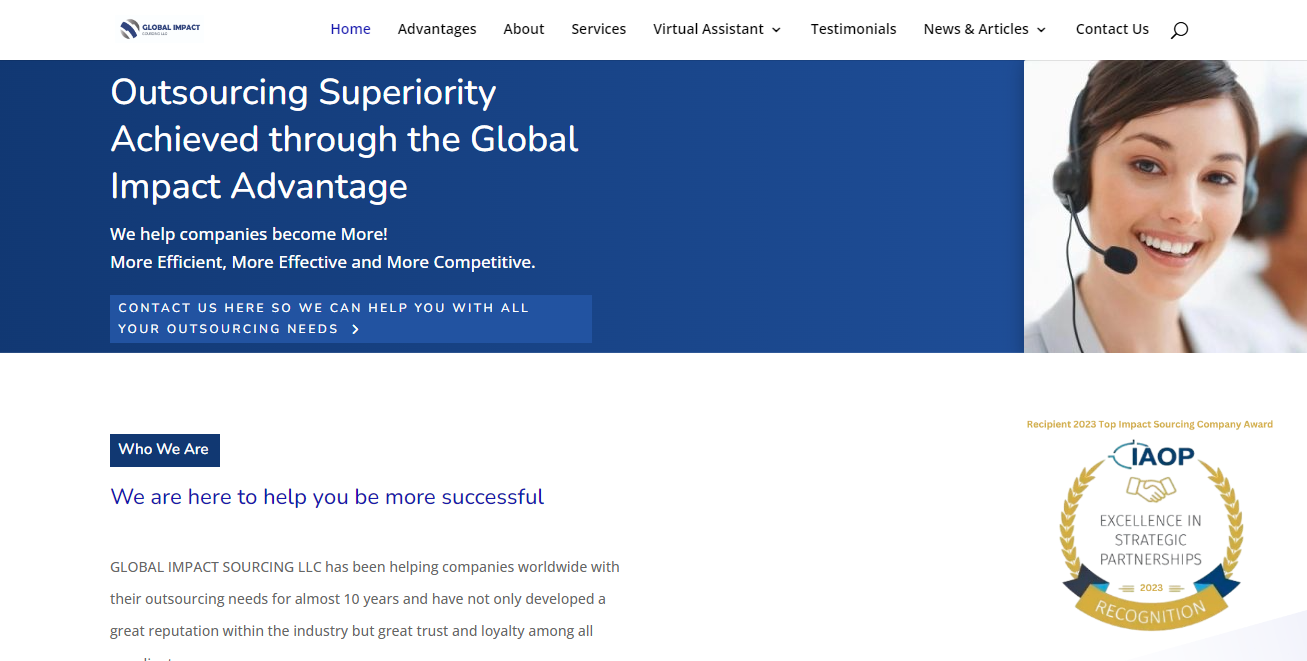 GLOBAL IMPACT
SOURCING LLC
Home Advantages About Services Virtual Assistant Testimonials News & Articles Contact Us
Outsourcing Superiority
Achieved through the Global
Impact Advantage
We help companies become More!
More Efficient, More Effective and More Competitive.
CONTACT US HERE SO WE CAN HELP YOU WITH ALL
YOUR OUTSOURCING NEEDS
Who We Are
We are here to help you be more successful
GLOBAL IMPACT SOURCING LLC has been helping companies worldwide with
their outsourcing needs for almost 10 years and have not only developed a
great reputation within the industry but great trust and loyalty among all
Recipient 2023 Top Impact Sourcing Company Award
IAOP
EXCELLENCE IN
STRATEGIC
PARTNERSHIPS
2023
RECOGNITION